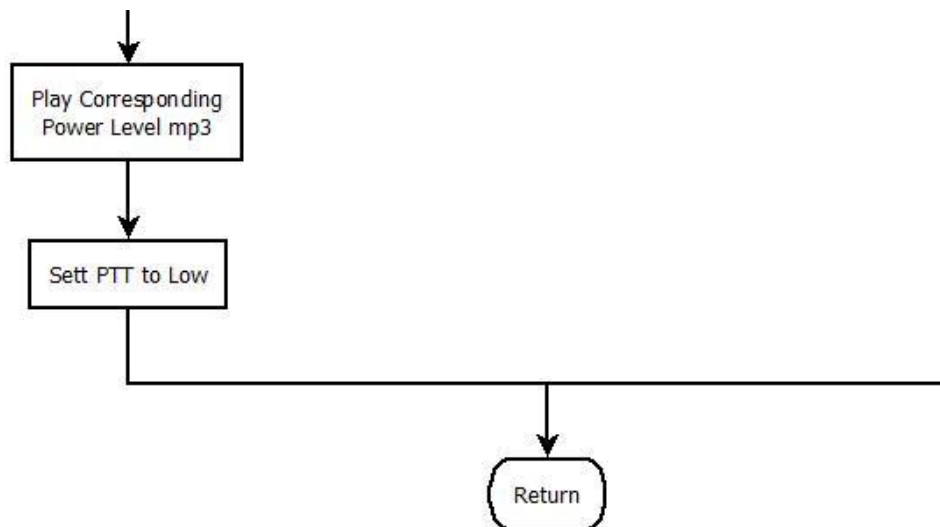 Play Corresponding
Power Level mp3
Sett PTT to Low
Return